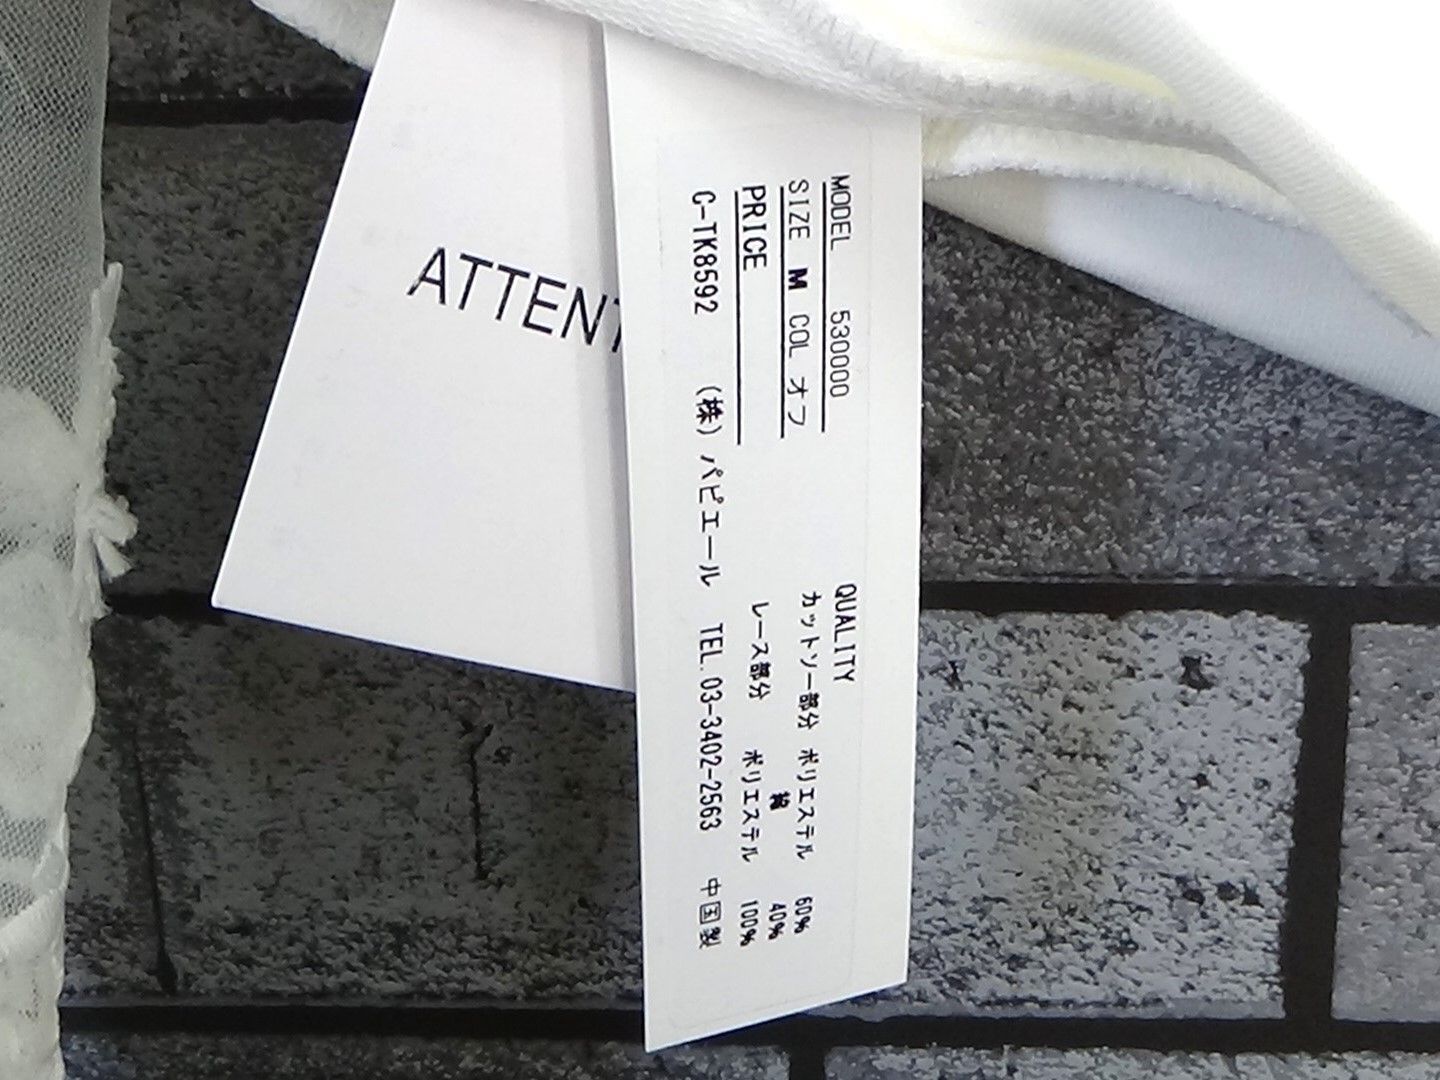 MODEL 530000
SIZE M COL オフ
PRICE
C-TK8592 (株)パピエール TEL.03-3402-2563 中国製
QUALITY
カットソー部分 ポリエステル 60%
綿 40%
レース部分 ポリエステル 100%
ATTENT